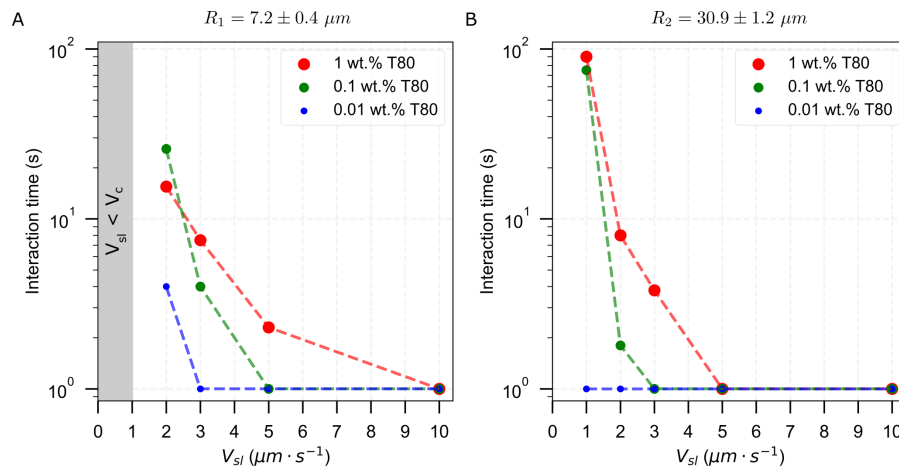 A
R₁ = 7.2 ± 0.4 μm
Interaction time (s)
10²
10¹
10⁰
V_sl < V_c
1 wt.% T80
0.1 wt.% T80
0.01 wt.% T80
0 1 2 3 4 5 6 7 8 9 10
V_sl (μm · s⁻¹)
B
R₂ = 30.9 ± 1.2 μm
Interaction time (s)
10²
10¹
10⁰
1 wt.% T80
0.1 wt.% T80
0.01 wt.% T80
0 1 2 3 4 5 6 7 8 9 10
V_sl (μm · s⁻¹)